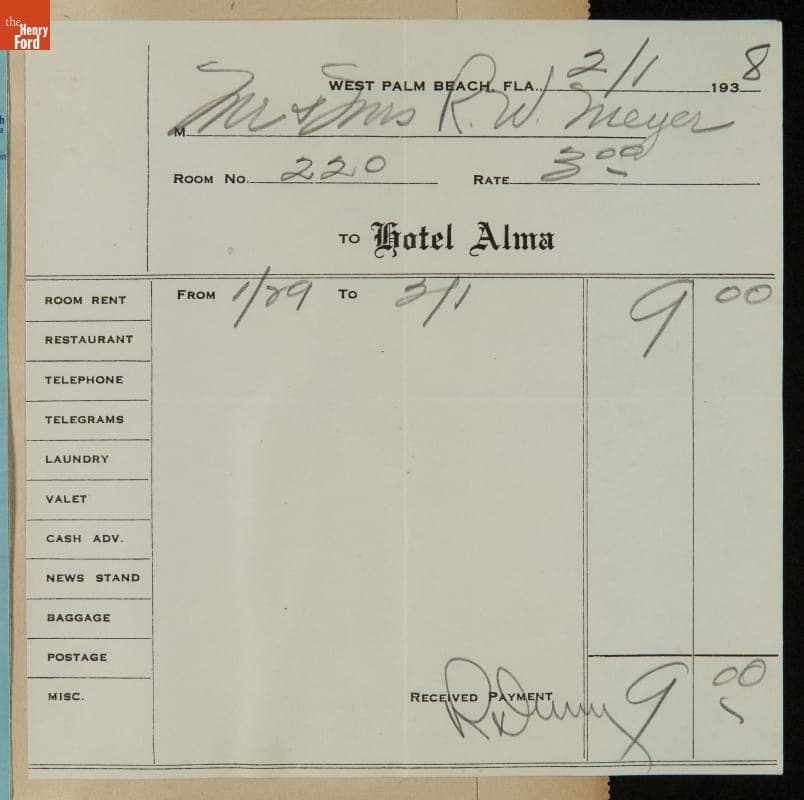 the
Henry
Ford
WEST PALM BEACH, FLA. 2/1 1938
M Mr & Mrs R. W. Meyer
ROOM NO. 220 RATE 3 00
TO Hotel Alma
ROOM RENT FROM 1/29 TO 2/1 9 00
RESTAURANT
TELEPHONE
TELEGRAMS
LAUNDRY
VALET
CASH ADV.
NEWS STAND
BAGGAGE
POSTAGE
MISC. RECEIVED PAYMENT 9 00